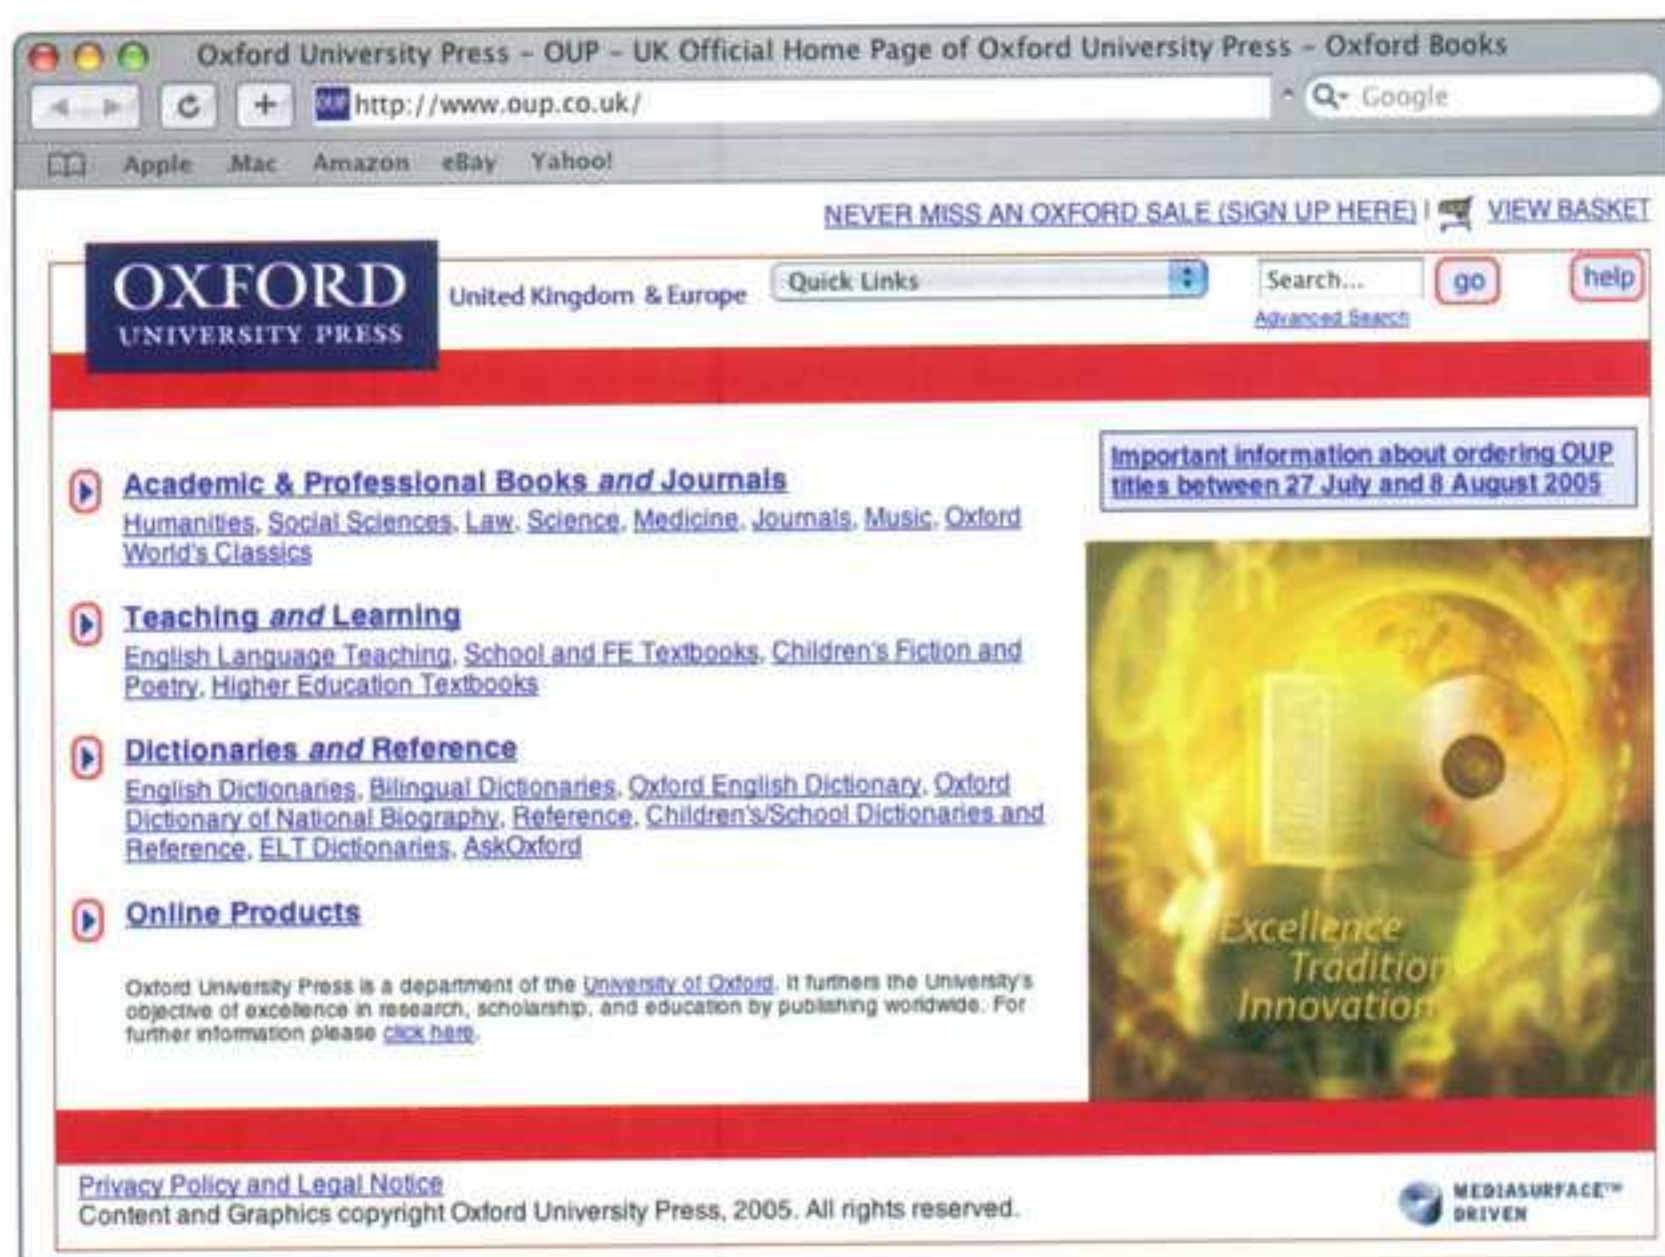 Oxford University Press – OUP – UK Official Home Page of Oxford University Press – Oxford Books
OUP http://www.oup.co.uk/
Google
Apple .Mac Amazon eBay Yahoo!
NEVER MISS AN OXFORD SALE (SIGN UP HERE) | VIEW BASKET
OXFORD
UNIVERSITY PRESS
United Kingdom & Europe
Quick Links
Search...
go
help
Advanced Search
Important information about ordering OUP
titles between 27 July and 8 August 2005
Academic & Professional Books and Journals
Humanities, Social Sciences, Law, Science, Medicine, Journals, Music, Oxford
World's Classics
Teaching and Learning
English Language Teaching, School and FE Textbooks, Children's Fiction and
Poetry, Higher Education Textbooks
Dictionaries and Reference
English Dictionaries, Bilingual Dictionaries, Oxford English Dictionary, Oxford
Dictionary of National Biography, Reference, Children's/School Dictionaries and
Reference, ELT Dictionaries, AskOxford
Online Products
Oxford University Press is a department of the University of Oxford. It furthers the University's
objective of excellence in research, scholarship, and education by publishing worldwide. For
further information please click here.
Excellence
Tradition
Innovation
Privacy Policy and Legal Notice
Content and Graphics copyright Oxford University Press, 2005. All rights reserved.
MEDIASURFACE™
DRIVEN